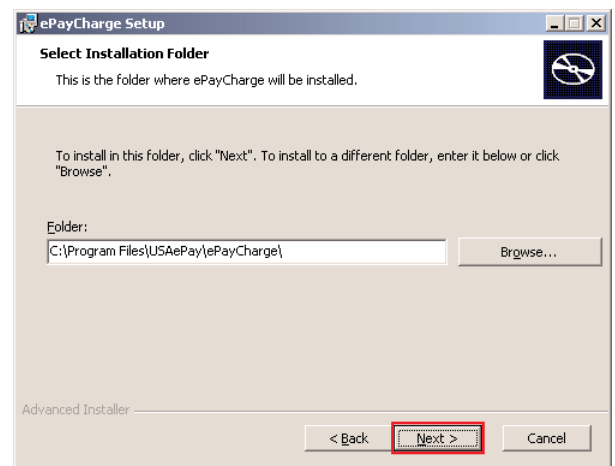 ePayCharge Setup
Select Installation Folder
This is the folder where ePayCharge will be installed.
To install in this folder, click "Next". To install to a different folder, enter it below or click
"Browse".
Folder:
C:\Program Files\USAePay\ePayCharge\
Browse...
Advanced Installer
< Back
Next >
Cancel